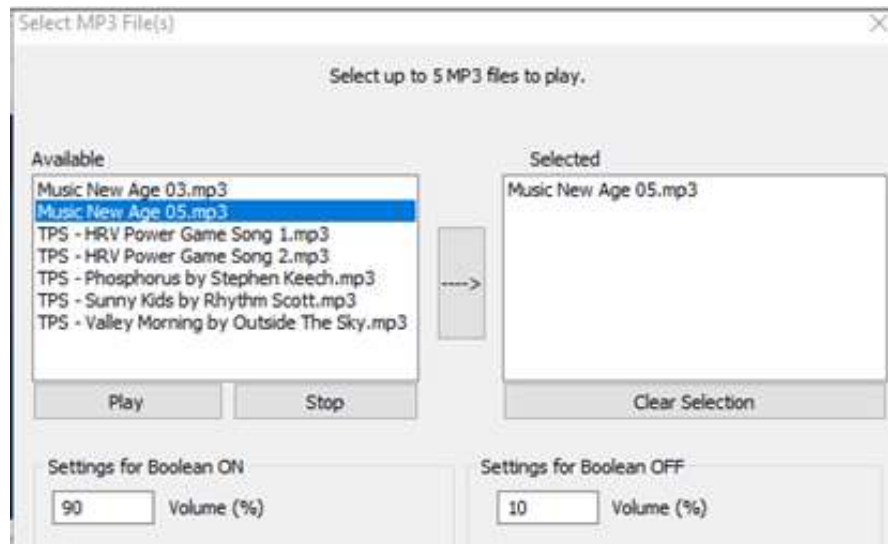 Select MP3 File(s)
Select up to 5 MP3 files to play.
Available
Music New Age 03.mp3
Music New Age 05.mp3
TPS - HRV Power Game Song 1.mp3
TPS - HRV Power Game Song 2.mp3
TPS - Phosphorus by Stephen Keech.mp3
TPS - Sunny Kids by Rhythm Scott.mp3
TPS - Valley Morning by Outside The Sky.mp3
Play
Stop
---->
Selected
Music New Age 05.mp3
Clear Selection
Settings for Boolean ON
90 Volume (%)
Settings for Boolean OFF
10 Volume (%)